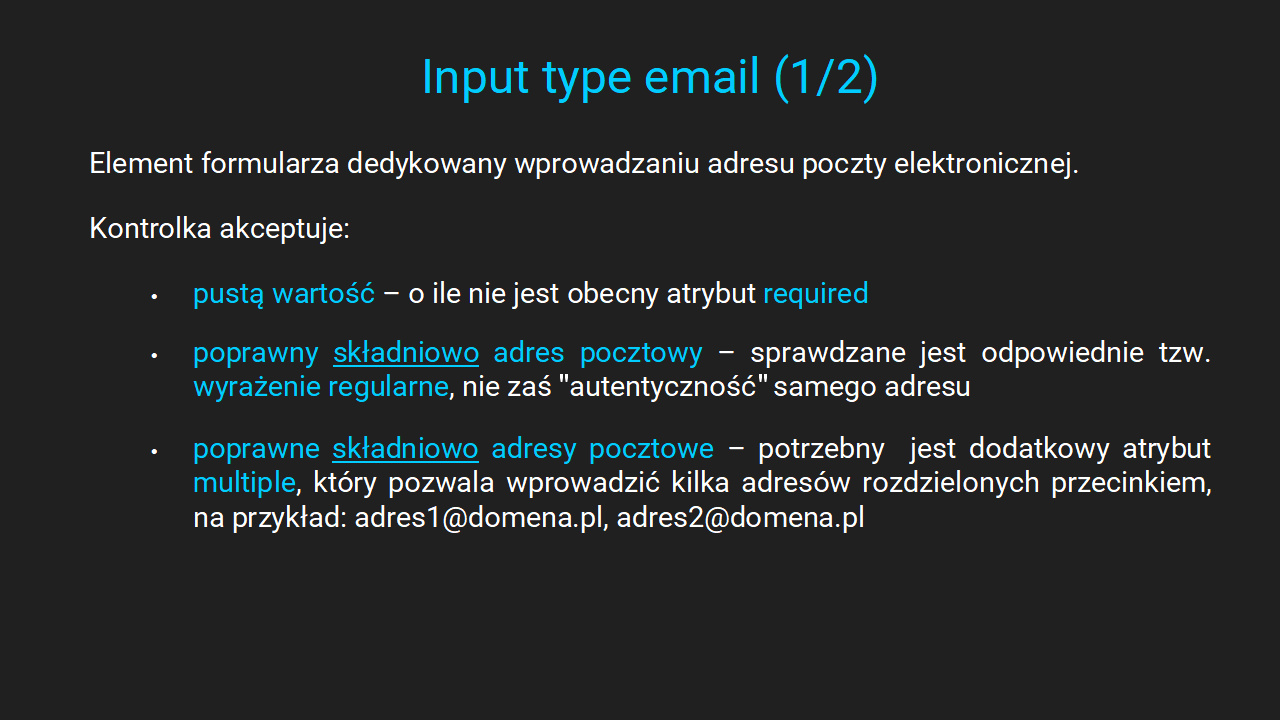 Input type email (1/2)
Element formularza dedykowany wprowadzaniu adresu poczty elektronicznej.
Kontrolka akceptuje:
• pustą wartość – o ile nie jest obecny atrybut required
• poprawny składniowo adres pocztowy – sprawdzane jest odpowiednie tzw.
wyrażenie regularne, nie zaś "autentyczność" samego adresu
• poprawne składniowo adresy pocztowe – potrzebny jest dodatkowy atrybut
multiple, który pozwala wprowadzić kilka adresów rozdzielonych przecinkiem,
na przykład: adres1@domena.pl, adres2@domena.pl